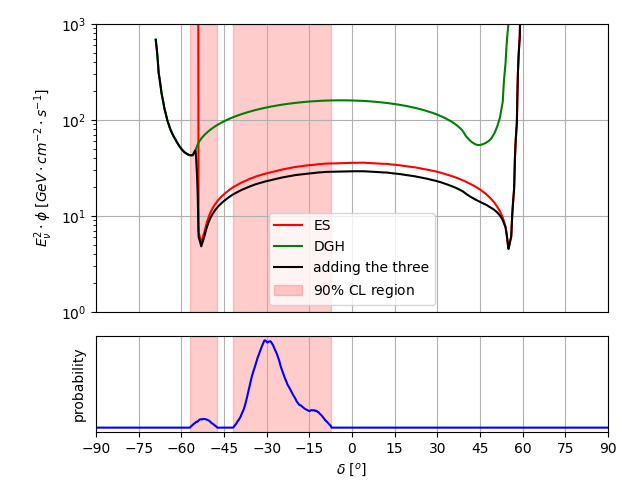 10³
10²
10¹
10⁰
E²ᵥ · ϕ [GeV · cm⁻² · s⁻¹]
ES
DGH
adding the three
90% CL region
probability
−90 −75 −60 −45 −30 −15 0 15 30 45 60 75 90
δ [°]